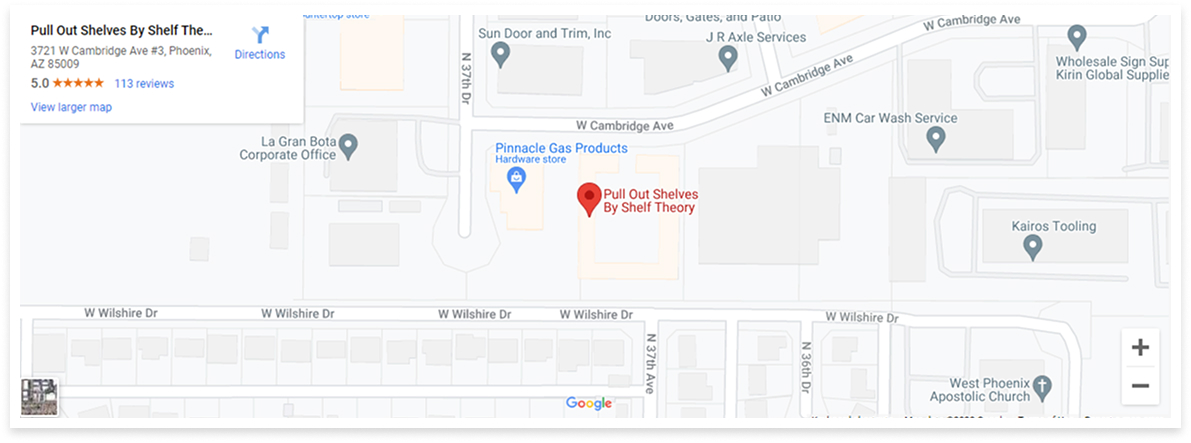 Pull Out Shelves By Shelf The...
3721 W Cambridge Ave #3, Phoenix,
AZ 85009
5.0
113 reviews
View larger map
Directions
Sun Door and Trim, Inc
Doors, Gates, and Patio
J R Axle Services
W Cambridge Ave
W Cambridge Ave
W Cambridge Ave
N 37th Dr
Wholesale Sign Sup
Kirin Global Supplie
ENM Car Wash Service
La Gran Bota
Corporate Office
Pinnacle Gas Products
Hardware store
Pull Out Shelves
By Shelf Theory
Kairos Tooling
W Wilshire Dr
W Wilshire Dr
W Wilshire Dr
W Wilshire Dr
W Wilshire Dr
N 37th Ave
N 36th Dr
West Phoenix
Apostolic Church
Google